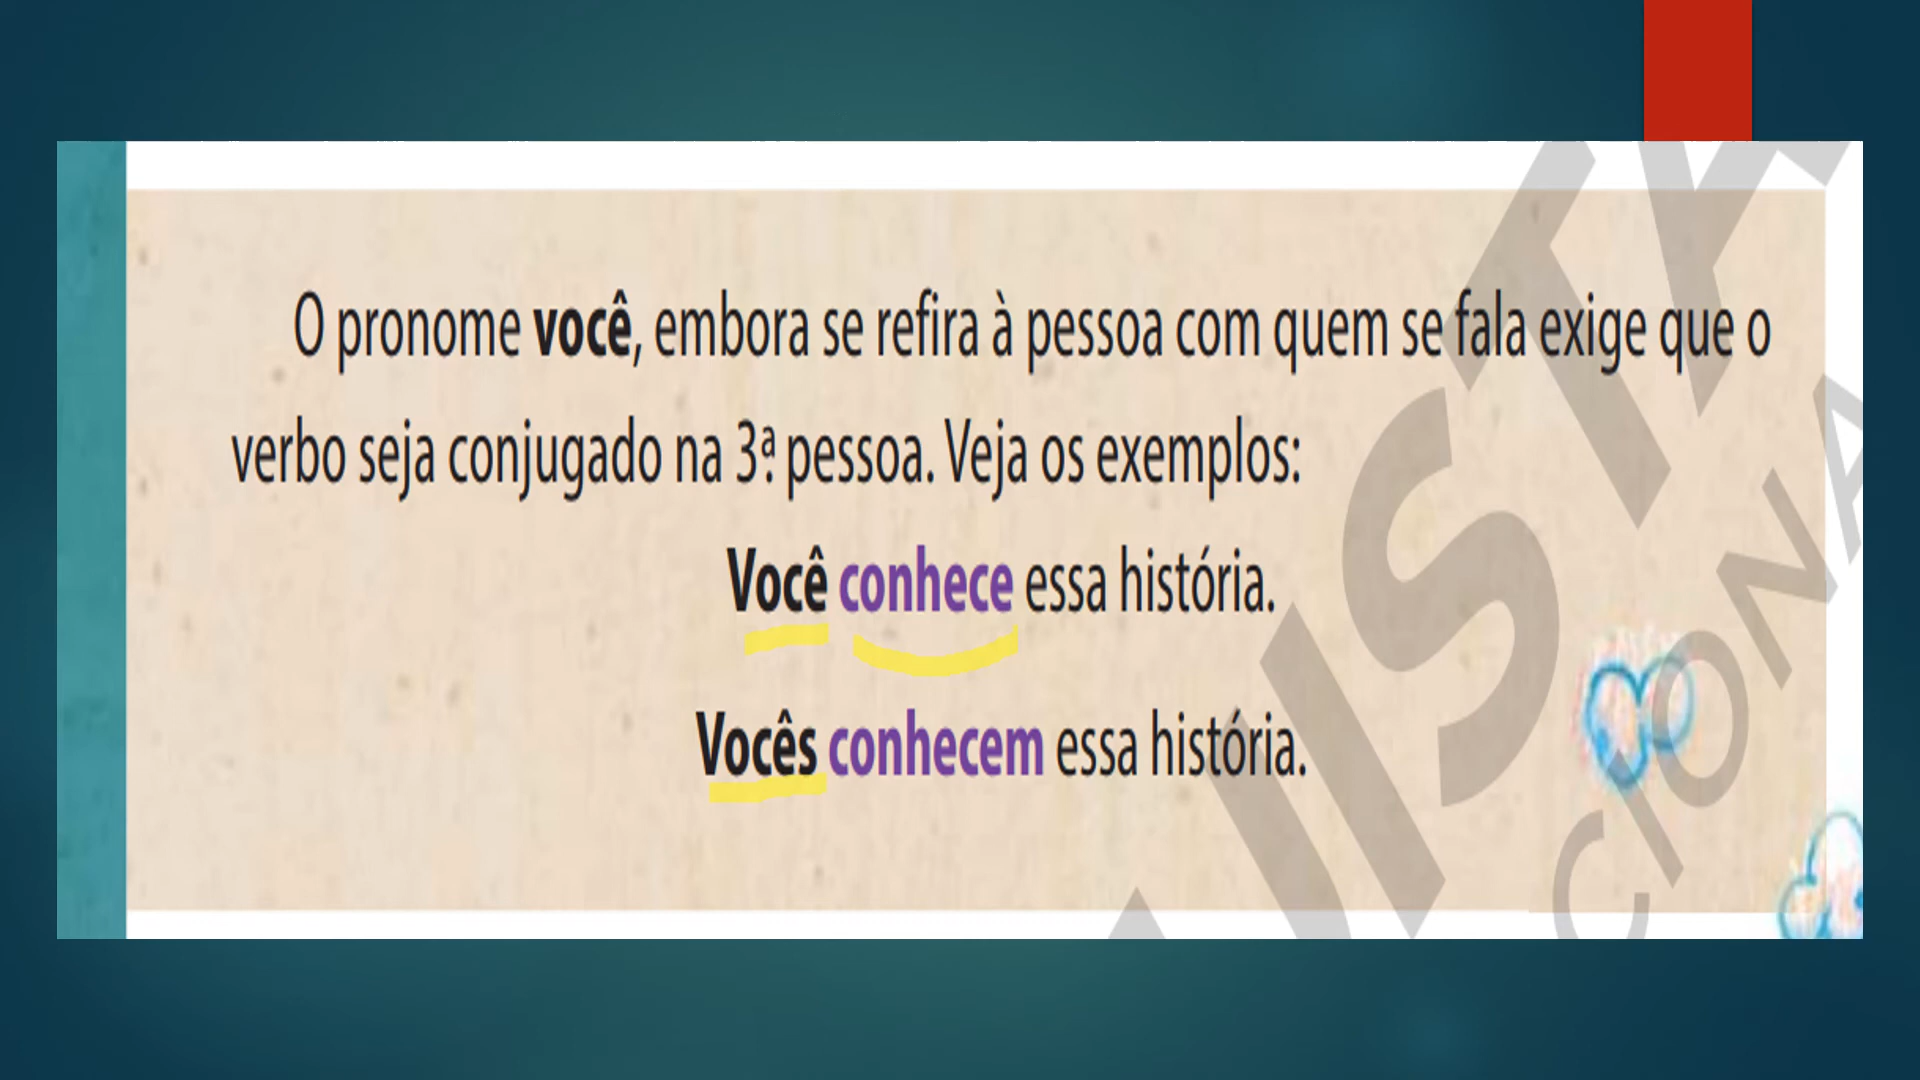 O pronome você, embora se refira à pessoa com quem se fala exige que o
verbo seja conjugado na 3ª pessoa. Veja os exemplos:
Você conhece essa história.
Vocês conhecem essa história.